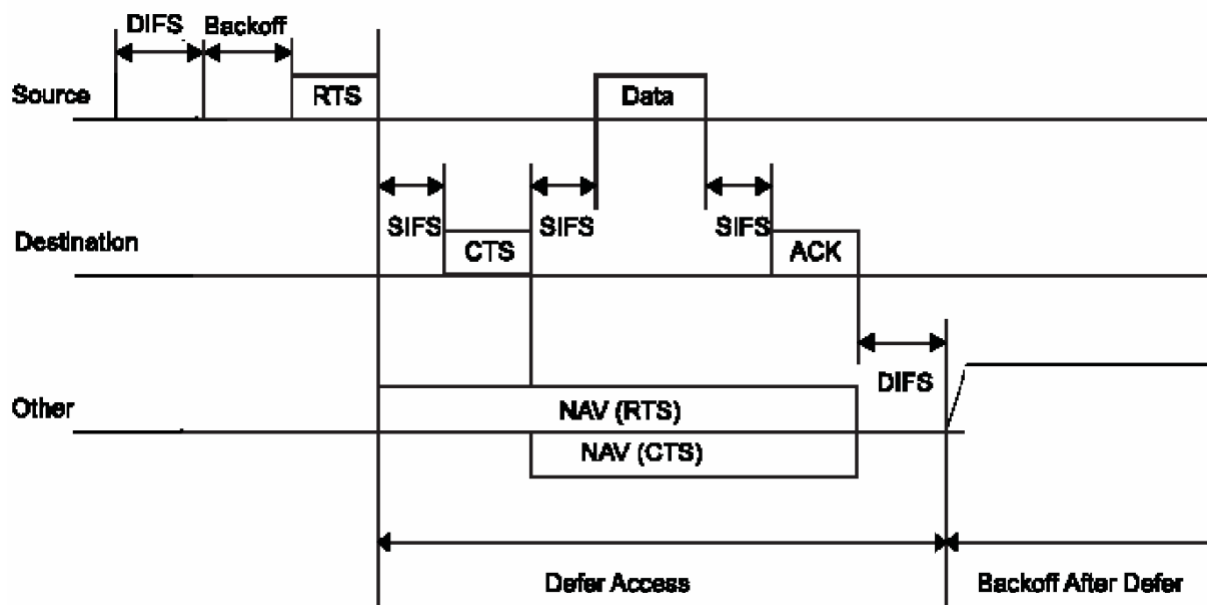 DIFS Backoff
Source RTS Data
SIFS SIFS SIFS
Destination CTS ACK
DIFS
Other NAV (RTS)
NAV (CTS)
Defer Access Backoff After Defer